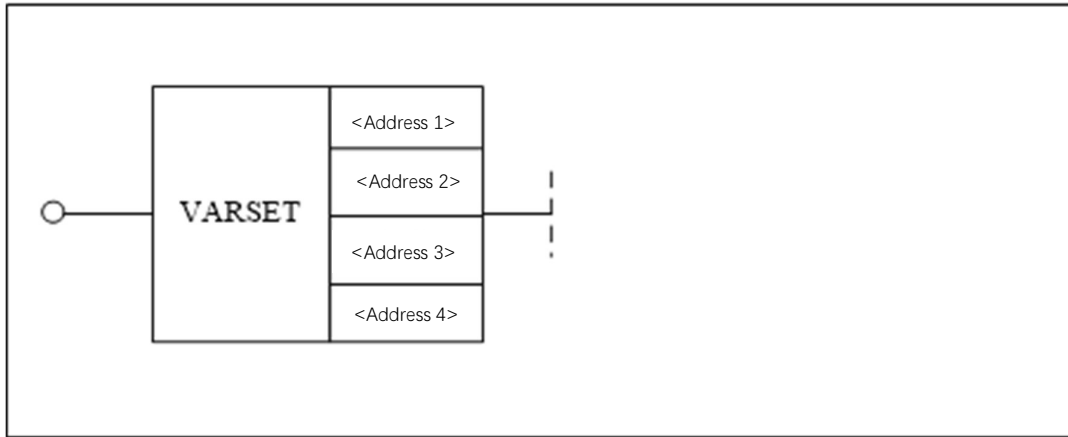 VARSET
<Address 1>
<Address 2>
<Address 3>
<Address 4>